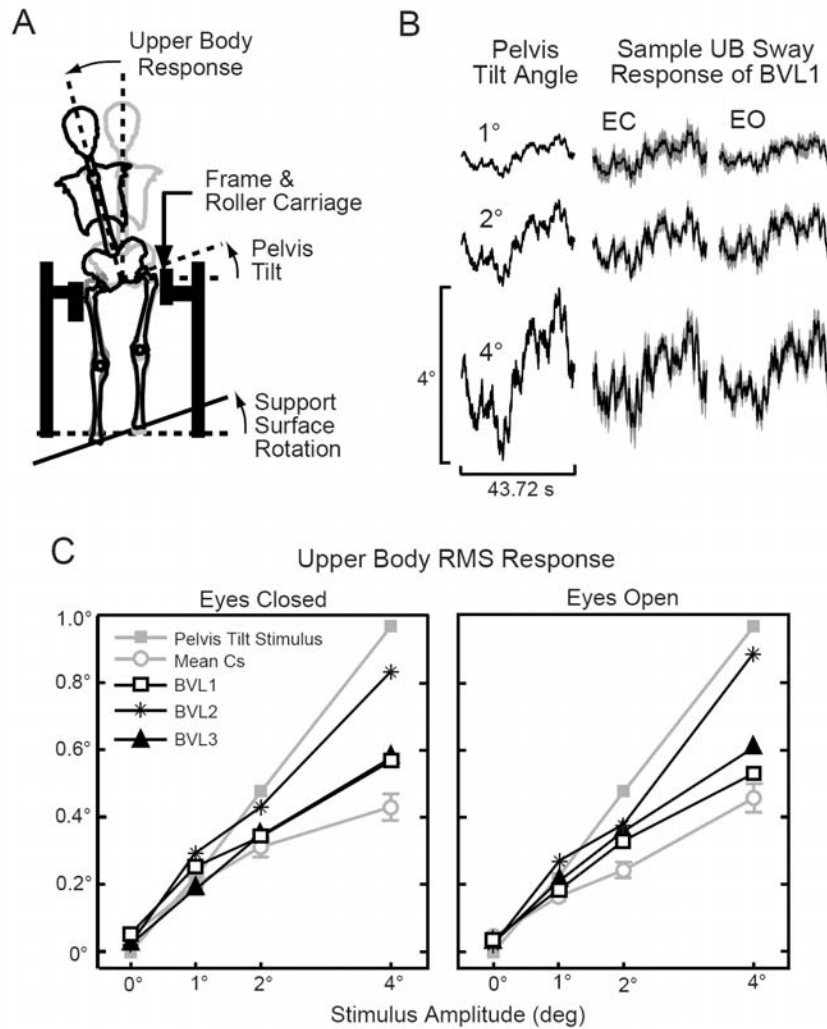 A
Upper Body
Response
Frame &
Roller Carriage
Pelvis
Tilt
Support
Surface
Rotation
B
Pelvis
Tilt Angle
Sample UB Sway
Response of BVL1
1°
EC
EO
2°
4°
4°
43.72 s
C
Upper Body RMS Response
Eyes Closed
Eyes Open
1.0°
0.8°
0.6°
0.4°
0.2°
0°
Pelvis Tilt Stimulus
Mean Cs
BVL1
BVL2
BVL3
0° 1° 2° 4°
0° 1° 2° 4°
Stimulus Amplitude (deg)